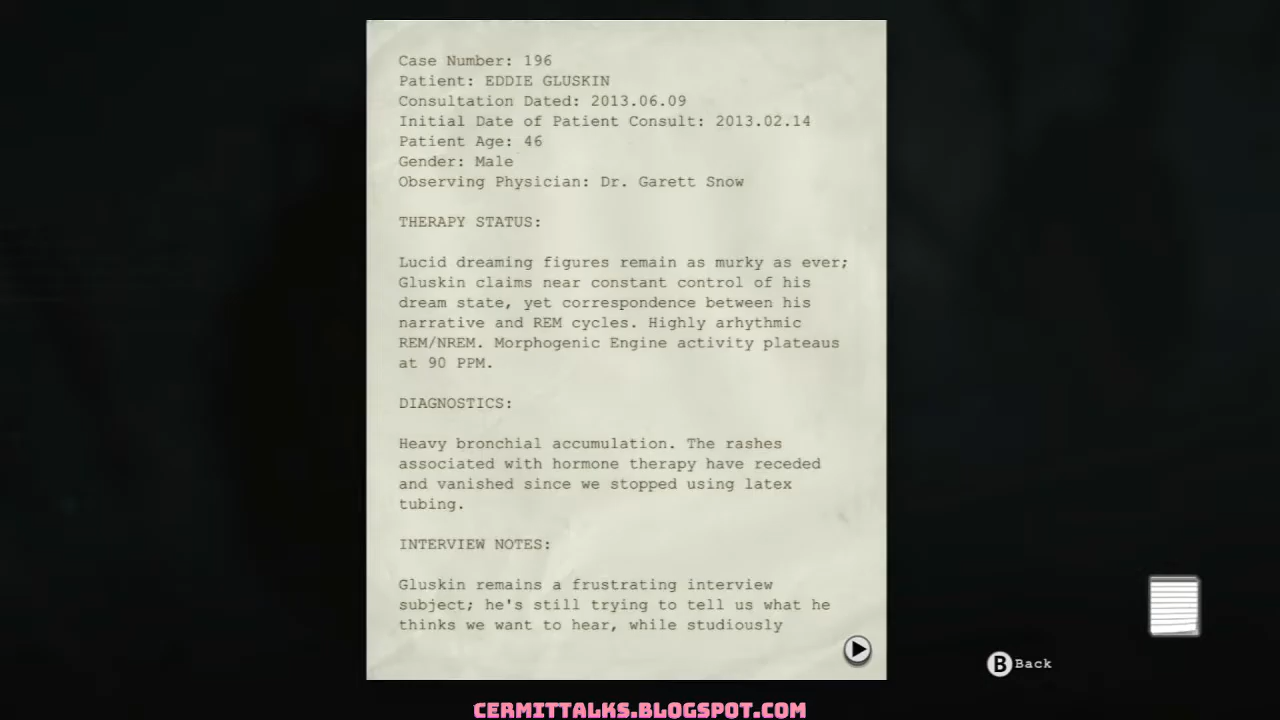 Case Number: 196
Patient: EDDIE GLUSKIN
Consultation Dated: 2013.06.09
Initial Date of Patient Consult: 2013.02.14
Patient Age: 46
Gender: Male
Observing Physician: Dr. Garett Snow
THERAPY STATUS:
Lucid dreaming figures remain as murky as ever;
Gluskin claims near constant control of his
dream state, yet correspondence between his
narrative and REM cycles. Highly arhythmic
REM/NREM. Morphogenic Engine activity plateaus
at 90 PPM.
DIAGNOSTICS:
Heavy bronchial accumulation. The rashes
associated with hormone therapy have receded
and vanished since we stopped using latex
tubing.
INTERVIEW NOTES:
Gluskin remains a frustrating interview
subject; he's still trying to tell us what he
thinks we want to hear, while studiously
B Back
CERMITTALKS.BLOGSPOT.COM